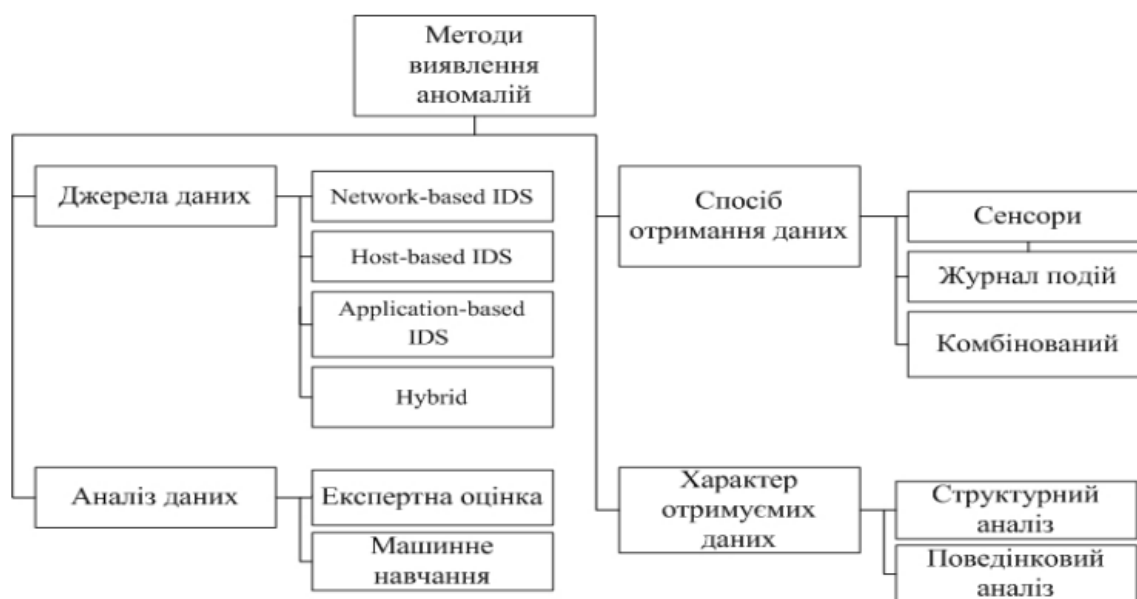 Методи
виявлення
аномалій
Джерела даних
Network-based IDS
Host-based IDS
Application-based
IDS
Hybrid
Аналіз даних
Експертна оцінка
Машинне
навчання
Спосіб
отримання даних
Сенсори
Журнал подій
Комбінований
Характер
отримуємих
даних
Структурний
аналіз
Поведінковий
аналіз